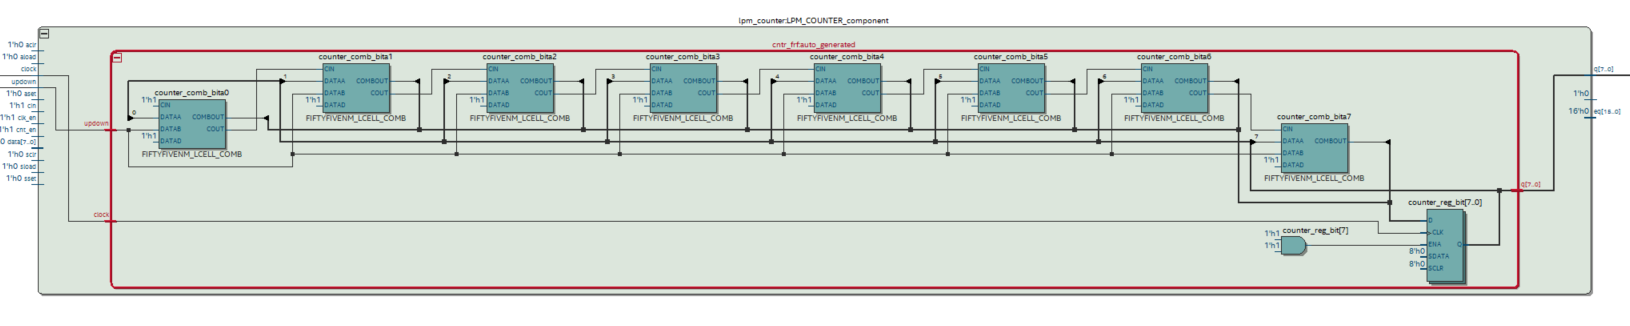 lpm_counter:LPM_COUNTER_component
cntr_frf:auto_generated
1'h0 aclr
1'h0 aload
clock
updown
1'h0 aset
1'h1 cin
1'h1 clk_en
1'h1 cnt_en
0 data[7..0]
1'h0 sclr
1'h0 sload
1'h0 sset
updown
clock
counter_comb_bita0
1'h1 CIN
0 DATAA COMBOUT
DATAB COUT
1'h1 DATAD
FIFTYFIVENM_LCELL_COMB
counter_comb_bita1
CIN
1 DATAA COMBOUT
DATAB COUT
1'h1 DATAD
FIFTYFIVENM_LCELL_COMB
counter_comb_bita2
CIN
2 DATAA COMBOUT
DATAB COUT
1'h1 DATAD
FIFTYFIVENM_LCELL_COMB
counter_comb_bita3
CIN
3 DATAA COMBOUT
DATAB COUT
1'h1 DATAD
FIFTYFIVENM_LCELL_COMB
counter_comb_bita4
CIN
4 DATAA COMBOUT
DATAB COUT
1'h1 DATAD
FIFTYFIVENM_LCELL_COMB
counter_comb_bita5
CIN
5 DATAA COMBOUT
DATAB COUT
1'h1 DATAD
FIFTYFIVENM_LCELL_COMB
counter_comb_bita6
CIN
6 DATAA COMBOUT
DATAB COUT
1'h1 DATAD
FIFTYFIVENM_LCELL_COMB
counter_comb_bita7
CIN
7 DATAA COMBOUT
DATAB
1'h1 DATAD
FIFTYFIVENM_LCELL_COMB
counter_reg_bit[7]
1'h1
1'h1
counter_reg_bit[7..0]
D
CLK
ENA Q
8'h0 SDATA
8'h0 SCLR
q[7..0]
q[7..0]
1'h0
16'h0 eq[15..0]